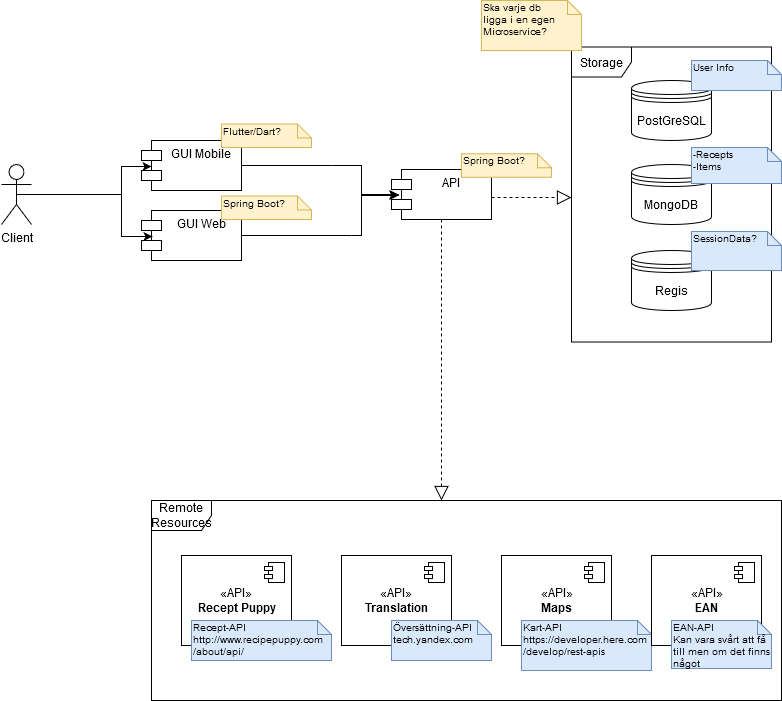 Ska varje db
ligga i en egen
Microservice?
Storage
User Info
PostGreSQL
-Recepts
-Items
MongoDB
SessionData?
Regis
Flutter/Dart?
GUI Mobile
Spring Boot?
GUI Web
Client
Spring Boot?
API
Remote
Resources
«API»
Recept Puppy
Recept-API
http://www.recipepuppy.com
/about/api/
«API»
Translation
Översättning-API
tech.yandex.com
«API»
Maps
Kart-API
https://developer.here.com
/develop/rest-apis
«API»
EAN
EAN-API
Kan vara svårt att få
till men om det finns
något